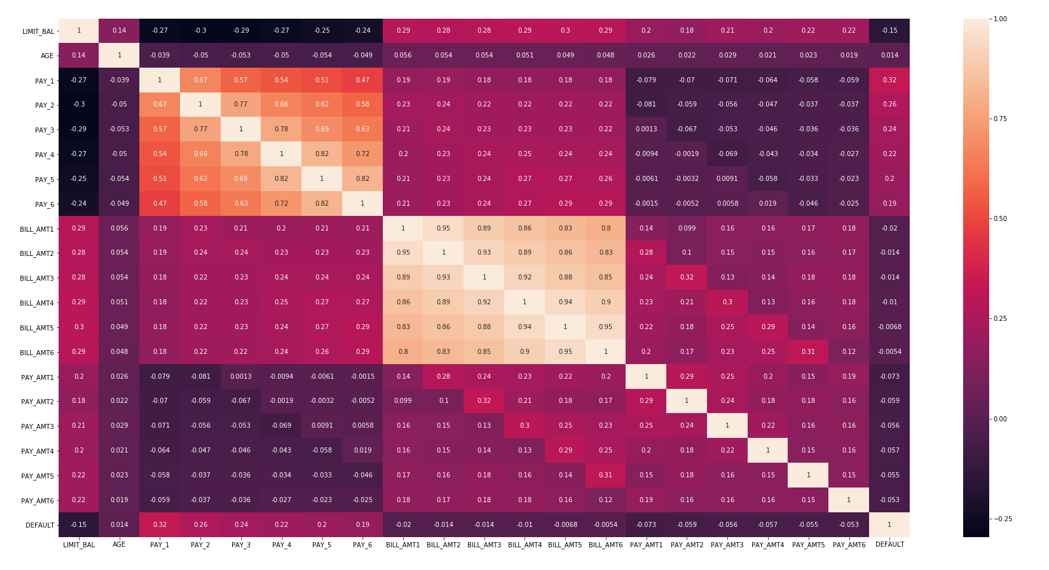 LIMIT_BAL 1 0.14 -0.27 -0.3 -0.29 -0.27 -0.25 -0.24 0.29 0.28 0.28 0.29 0.3 0.29 0.2 0.18 0.21 0.2 0.22 0.22 -0.15
AGE 0.14 1 -0.039 -0.05 -0.053 -0.05 -0.054 -0.049 0.056 0.054 0.054 0.051 0.049 0.048 0.026 0.022 0.029 0.021 0.023 0.019 0.014
PAY_1 -0.27 -0.039 1 0.67 0.57 0.54 0.51 0.47 0.19 0.19 0.18 0.18 0.18 0.18 -0.079 -0.07 -0.071 -0.064 -0.058 -0.059 0.32
PAY_2 -0.3 -0.05 0.67 1 0.77 0.66 0.62 0.58 0.23 0.24 0.22 0.22 0.22 0.22 -0.081 -0.059 -0.056 -0.047 -0.037 -0.037 0.26
PAY_3 -0.29 -0.053 0.57 0.77 1 0.78 0.69 0.63 0.21 0.24 0.23 0.23 0.23 0.22 0.0013 -0.067 -0.053 -0.046 -0.036 -0.036 0.24
PAY_4 -0.27 -0.05 0.54 0.66 0.78 1 0.82 0.72 0.2 0.23 0.24 0.25 0.24 0.24 -0.0094 -0.0019 -0.069 -0.043 -0.034 -0.027 0.22
PAY_5 -0.25 -0.054 0.51 0.62 0.69 0.82 1 0.82 0.21 0.23 0.24 0.27 0.27 0.26 -0.0061 -0.0032 0.0091 -0.058 -0.033 -0.023 0.2
PAY_6 -0.24 -0.049 0.47 0.58 0.63 0.72 0.82 1 0.21 0.23 0.24 0.27 0.29 0.29 -0.0015 -0.0052 0.0058 0.019 -0.046 -0.025 0.19
BILL_AMT1 0.29 0.056 0.19 0.23 0.21 0.2 0.21 0.21 1 0.95 0.89 0.86 0.83 0.8 0.14 0.099 0.16 0.16 0.17 0.18 -0.02
BILL_AMT2 0.28 0.054 0.19 0.24 0.24 0.23 0.23 0.23 0.95 1 0.93 0.89 0.86 0.83 0.28 0.1 0.15 0.15 0.16 0.17 -0.014
BILL_AMT3 0.28 0.054 0.18 0.22 0.23 0.24 0.24 0.24 0.89 0.93 1 0.92 0.88 0.85 0.24 0.32 0.13 0.14 0.18 0.18 -0.014
BILL_AMT4 0.29 0.051 0.18 0.22 0.23 0.25 0.27 0.27 0.86 0.89 0.92 1 0.94 0.9 0.23 0.21 0.3 0.13 0.16 0.18 -0.01
BILL_AMT5 0.3 0.049 0.18 0.22 0.23 0.24 0.27 0.29 0.83 0.86 0.88 0.94 1 0.95 0.22 0.18 0.25 0.29 0.14 0.16 -0.0068
BILL_AMT6 0.29 0.048 0.18 0.22 0.22 0.24 0.26 0.29 0.8 0.83 0.85 0.9 0.95 1 0.2 0.17 0.23 0.25 0.31 0.12 -0.0054
PAY_AMT1 0.2 0.026 -0.079 -0.081 0.0013 -0.0094 -0.0061 -0.0015 0.14 0.28 0.24 0.23 0.22 0.2 1 0.29 0.25 0.2 0.15 0.19 -0.073
PAY_AMT2 0.18 0.022 -0.07 -0.059 -0.067 -0.0019 -0.0032 -0.0052 0.099 0.1 0.32 0.21 0.18 0.17 0.29 1 0.24 0.18 0.18 0.16 -0.059
PAY_AMT3 0.21 0.029 -0.071 -0.056 -0.053 -0.069 0.0091 0.0058 0.16 0.15 0.13 0.3 0.25 0.23 0.25 0.24 1 0.22 0.16 0.16 -0.056
PAY_AMT4 0.2 0.021 -0.064 -0.047 -0.046 -0.043 -0.058 0.019 0.16 0.15 0.14 0.13 0.29 0.25 0.2 0.18 0.22 1 0.15 0.16 -0.057
PAY_AMT5 0.22 0.023 -0.058 -0.037 -0.036 -0.034 -0.033 -0.046 0.17 0.16 0.18 0.16 0.14 0.31 0.15 0.18 0.16 0.15 1 0.15 -0.055
PAY_AMT6 0.22 0.019 -0.059 -0.037 -0.036 -0.027 -0.023 -0.025 0.18 0.17 0.18 0.18 0.16 0.12 0.19 0.16 0.16 0.16 0.15 1 -0.053
DEFAULT -0.15 0.014 0.32 0.26 0.24 0.22 0.2 0.19 -0.02 -0.014 -0.014 -0.01 -0.0068 -0.0054 -0.073 -0.059 -0.056 -0.057 -0.055 -0.053 1
LIMIT_BAL AGE PAY_1 PAY_2 PAY_3 PAY_4 PAY_5 PAY_6 BILL_AMT1 BILL_AMT2 BILL_AMT3 BILL_AMT4 BILL_AMT5 BILL_AMT6 PAY_AMT1 PAY_AMT2 PAY_AMT3 PAY_AMT4 PAY_AMT5 PAY_AMT6 DEFAULT
1.00
0.75
0.50
0.25
0.00
−0.25